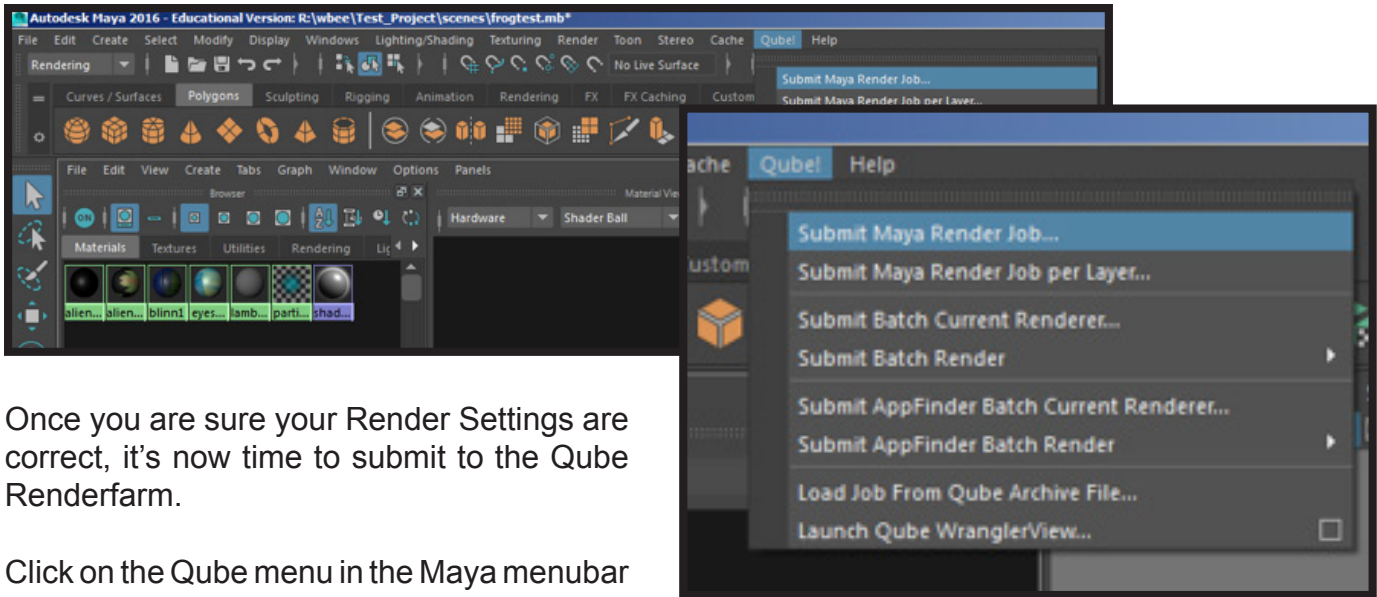 Autodesk Maya 2016 - Educational Version: R:\wbee\Test_Project\scenes\frogtest.mb*
File Edit Create Select Modify Display Windows Lighting/Shading Texturing Render Toon Stereo Cache Qube! Help
Rendering No Live Surface
Submit Maya Render Job...
Submit Maya Render Job per Layer...
Curves / Surfaces Polygons Sculpting Rigging Animation Rendering FX FX Caching Custom
File Edit View Create Tabs Graph Window Options Panels
Browser
Material Vie
ON Hardware Shader Ball
Materials Textures Utilities Rendering Lig
alien... alien... blinn1 eyes... lamb... parti... shad...
ache Qube! Help
ustom
Submit Maya Render Job...
Submit Maya Render Job per Layer...
Submit Batch Current Renderer...
Submit Batch Render
Submit AppFinder Batch Current Renderer...
Submit AppFinder Batch Render
Load Job From Qube Archive File...
Launch Qube WranglerView...
Once you are sure your Render Settings are
correct, it's now time to submit to the Qube
Renderfarm.
Click on the Qube menu in the Maya menubar